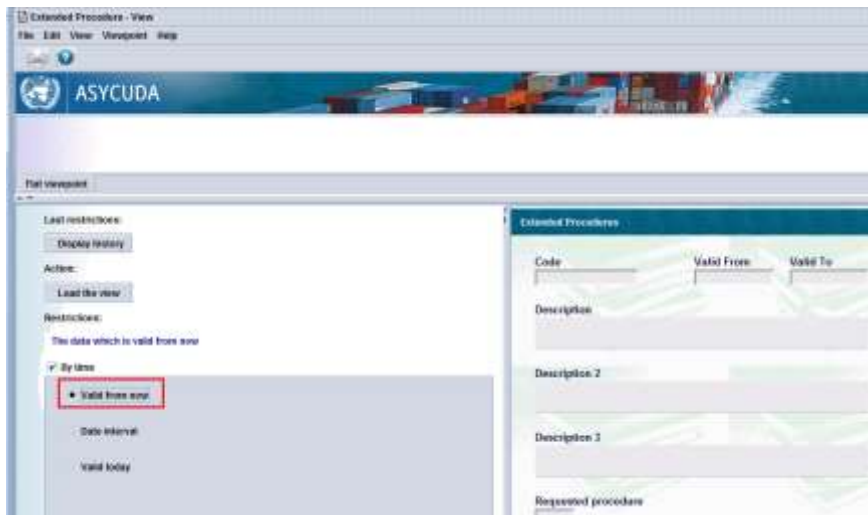 Extended Procedure - View
File Edit View Viewpoint Help
ASYCUDA
Flat viewpoint
Last restrictions:
Display history
Action:
Load the view
Restrictions:
The data which is valid from now
By time
Valid from now
Date interval
Valid today
Extended Procedures
Code Valid From Valid To
Description
Description 2
Description 3
Requested procedure